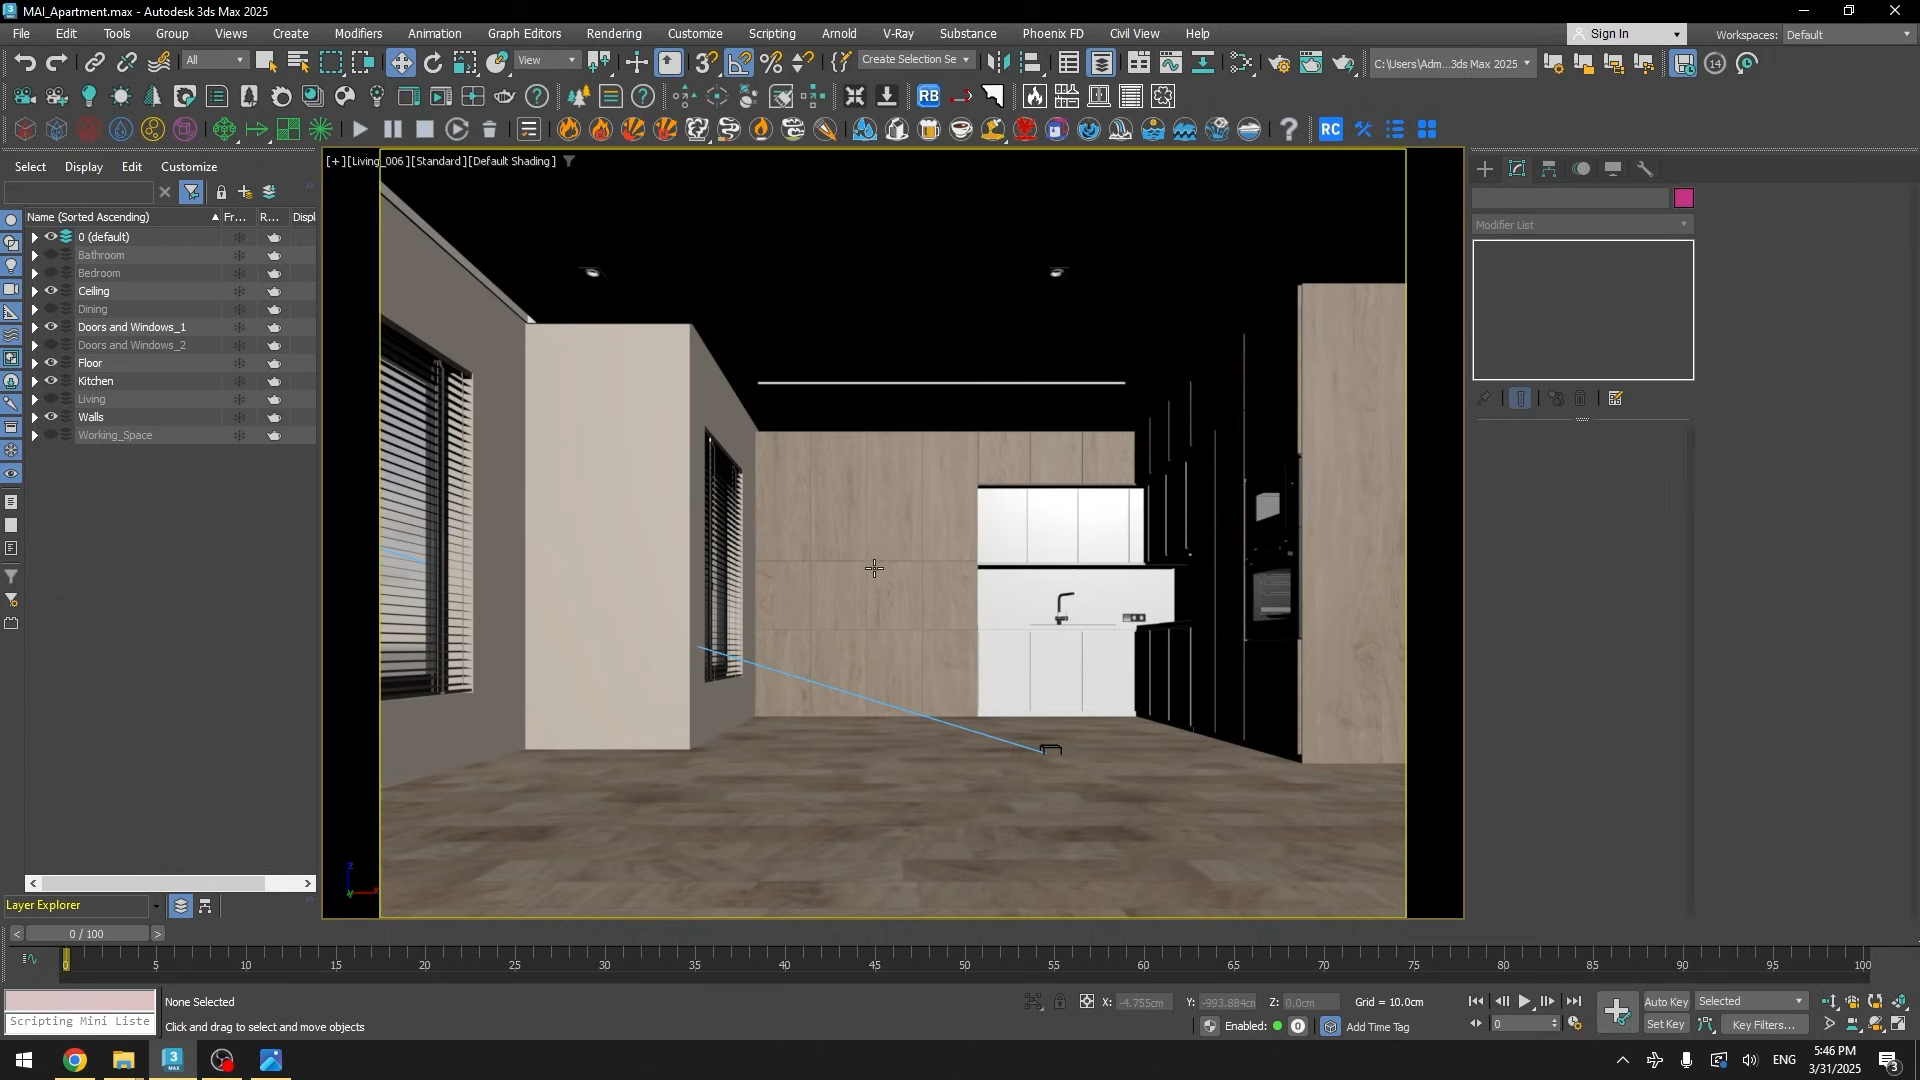 MAI_Apartment.max - Autodesk 3ds Max 2025
File Edit Tools Group Views Create Modifiers Animation Graph Editors Rendering Customize Scripting Arnold V-Ray Substance Phoenix FD Civil View Help
Sign In
Workspaces: Default
All
View
Create Selection Se
C:\Users\Adm...3ds Max 2025
14
RB
RC
Select Display Edit Customize
[+][Living_006][Standard][Default Shading]
Name (Sorted Ascending) Fr... R... Displ
0 (default)
Bathroom
Bedroom
Ceiling
Dining
Doors and Windows_1
Doors and Windows_2
Floor
Kitchen
Living
Walls
Working_Space
Modifier List
Layer Explorer
0 / 100
0 5 10 15 20 25 30 35 40 45 50 55 60 65 70 75 80 85 90 95 100
None Selected
X: -4.755cm Y: -993.884cm Z: 0.0cm Grid = 10.0cm
Auto Key Selected
Scripting Mini Liste
Click and drag to select and move objects
Enabled: 0
Add Time Tag
0
Set Key
Key Filters...
ENG
5:46 PM
3/31/2025
3